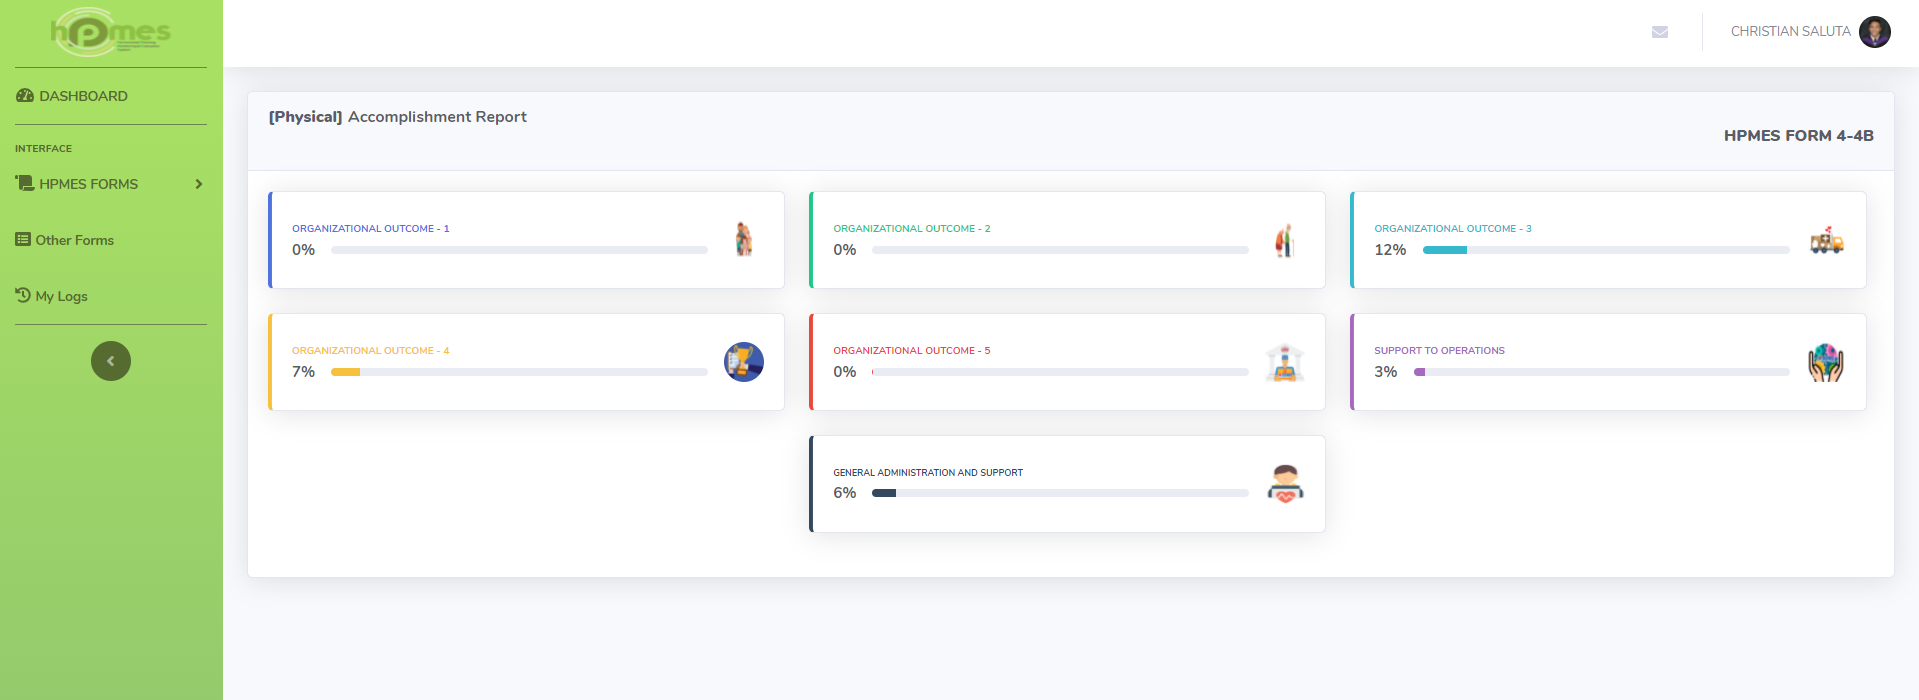 hpmes
DASHBOARD
INTERFACE
HPMES FORMS
Other Forms
My Logs
CHRISTIAN SALUTA
[Physical] Accomplishment Report
HPMES FORM 4-4B
ORGANIZATIONAL OUTCOME - 1
0%
ORGANIZATIONAL OUTCOME - 2
0%
ORGANIZATIONAL OUTCOME - 3
12%
ORGANIZATIONAL OUTCOME - 4
7%
ORGANIZATIONAL OUTCOME - 5
0%
SUPPORT TO OPERATIONS
3%
GENERAL ADMINISTRATION AND SUPPORT
6%